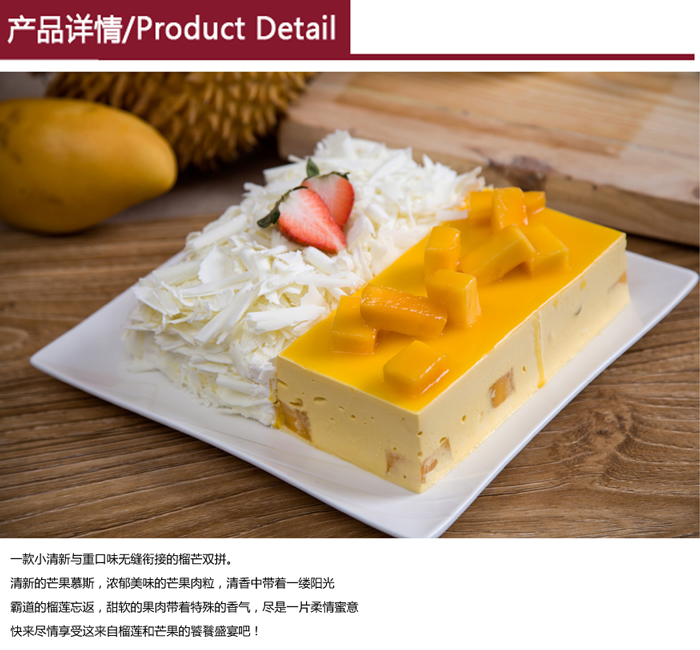 产品详情/Product Detail
一款小清新与重口味无缝衔接的榴芒双拼。
清新的芒果慕斯，浓郁美味的芒果肉粒，清香中带着一缕阳光
霸道的榴莲忘返，甜软的果肉带着特殊的香气，尽是一片柔情蜜意
快来尽情享受这来自榴莲和芒果的饕餮盛宴吧！